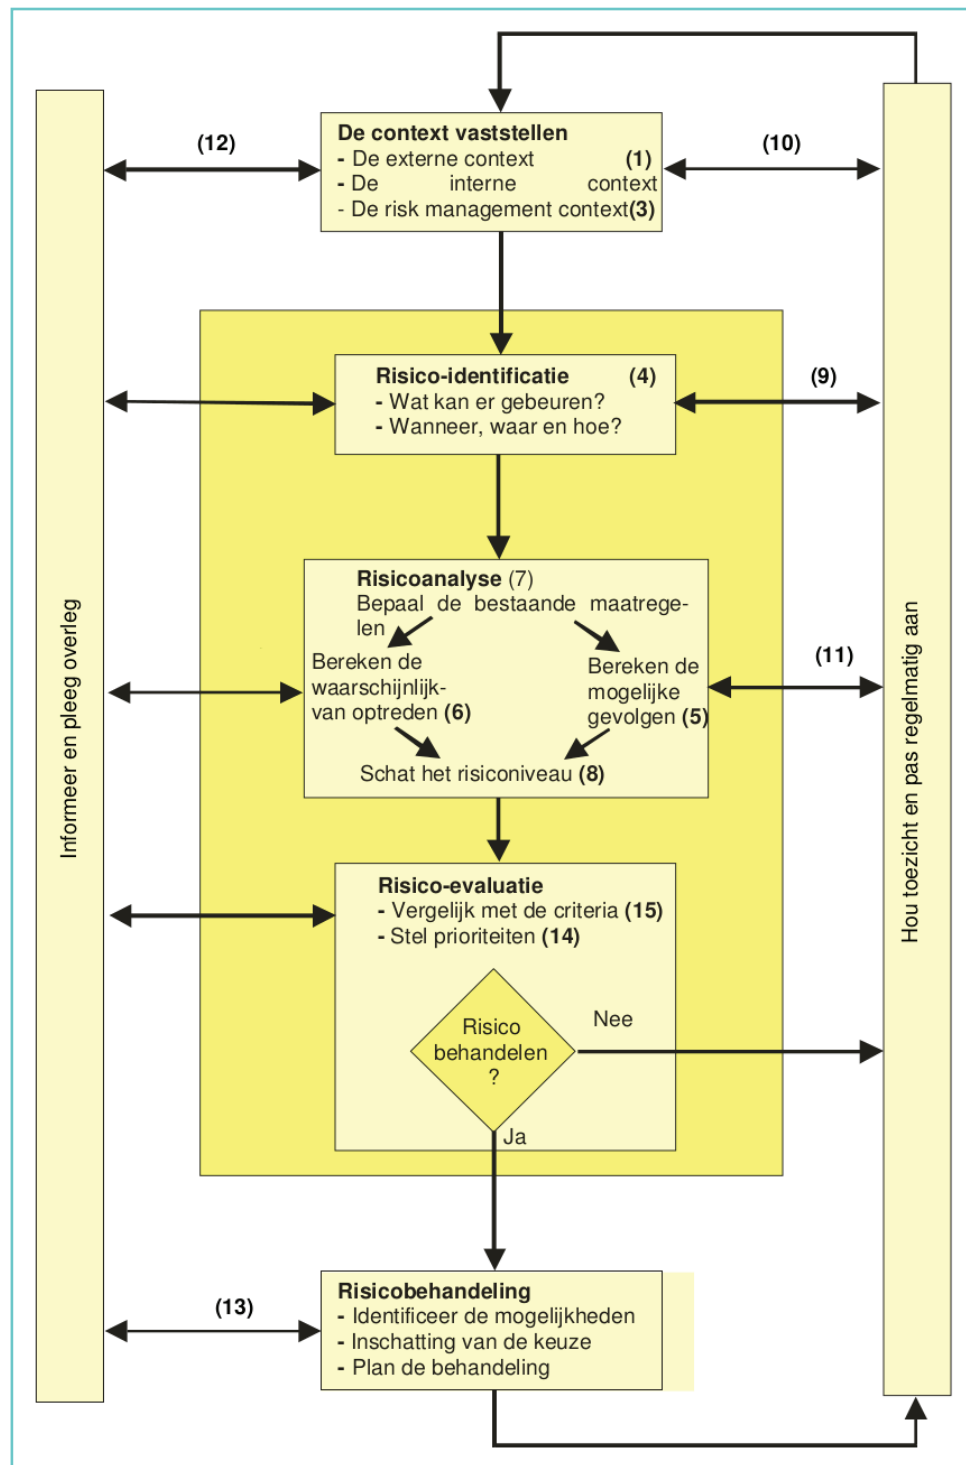 (12)
De context vaststellen
- De externe context (1)
- De interne context
- De risk management context(3)
(10)
Risico-identificatie (4)
- Wat kan er gebeuren?
- Wanneer, waar en hoe?
(9)
Risicoanalyse (7)
Bepaal de bestaande maatrege-
len
Bereken de
waarschijnlijk-
van optreden (6)
Bereken de
mogelijke
gevolgen (5)
Schat het risiconiveau (8)
(11)
Risico-evaluatie
- Vergelijk met de criteria (15)
- Stel prioriteiten (14)
Risico
behandelen
?
Nee
Ja
Risicobehandeling
- Identificeer de mogelijkheden
- Inschatting van de keuze
- Plan de behandeling
(13)
Informeer en pleeg overleg
Hou toezicht en pas regelmatig aan